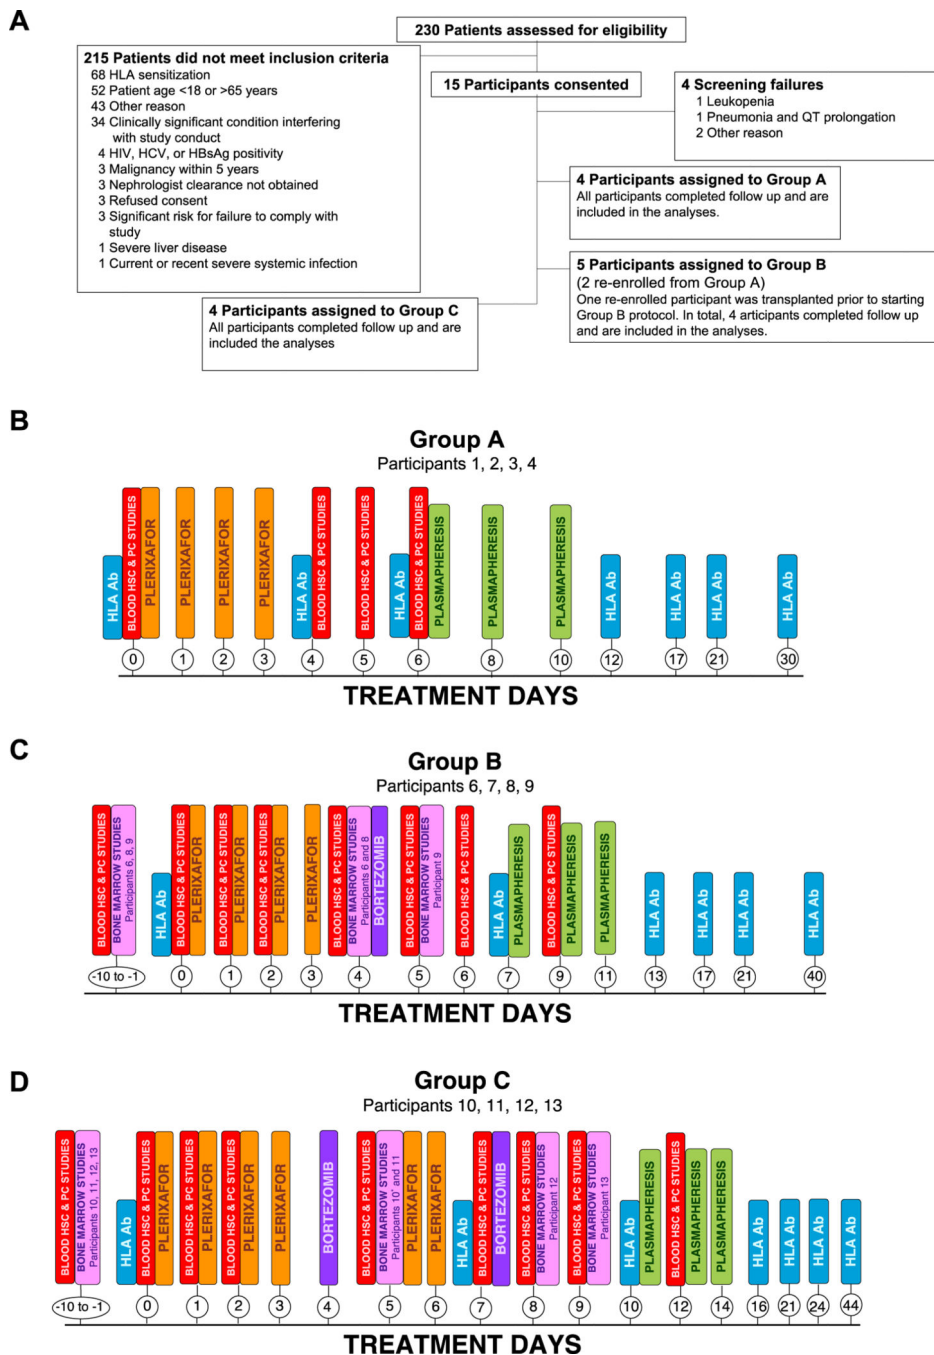 A
230 Patients assessed for eligibility
215 Patients did not meet inclusion criteria
68 HLA sensitization
52 Patient age <18 or >65 years
43 Other reason
34 Clinically significant condition interfering
with study conduct
4 HIV, HCV, or HBsAg positivity
3 Malignancy within 5 years
3 Nephrologist clearance not obtained
3 Refused consent
3 Significant risk for failure to comply with
study
1 Severe liver disease
1 Current or recent severe systemic infection
15 Participants consented
4 Screening failures
1 Leukopenia
1 Pneumonia and QT prolongation
2 Other reason
4 Participants assigned to Group A
All participants completed follow up and are
included in the analyses.
5 Participants assigned to Group B
(2 re-enrolled from Group A)
One re-enrolled participant was transplanted prior to starting
Group B protocol. In total, 4 articipants completed follow up
and are included in the analyses.
4 Participants assigned to Group C
All participants completed follow up and are
included the analyses
B
Group A
Participants 1, 2, 3, 4
HLA Ab
BLOOD HSC & PC STUDIES
PLERIXAFOR
PLERIXAFOR
PLERIXAFOR
PLERIXAFOR
HLA Ab
BLOOD HSC & PC STUDIES
BLOOD HSC & PC STUDIES
HLA Ab
BLOOD HSC & PC STUDIES
PLASMAPHERESIS
PLASMAPHERESIS
PLASMAPHERESIS
HLA Ab
HLA Ab
HLA Ab
HLA Ab
0 1 2 3 4 5 6 8 10 12 17 21 30
TREATMENT DAYS
C
Group B
Participants 6, 7, 8, 9
BLOOD HSC & PC STUDIES
BONE MARROW STUDIES
Participants 6, 8, 9
HLA Ab
BLOOD HSC & PC STUDIES
PLERIXAFOR
BLOOD HSC & PC STUDIES
PLERIXAFOR
BLOOD HSC & PC STUDIES
PLERIXAFOR
PLERIXAFOR
BLOOD HSC & PC STUDIES
BONE MARROW STUDIES
Participants 6 and 8
BORTEZOMIB
BLOOD HSC & PC STUDIES
BONE MARROW STUDIES
Participant 9
BLOOD HSC & PC STUDIES
HLA Ab
PLASMAPHERESIS
BLOOD HSC & PC STUDIES
PLASMAPHERESIS
PLASMAPHERESIS
HLA Ab
HLA Ab
HLA Ab
HLA Ab
-10 to -1 0 1 2 3 4 5 6 7 9 11 13 17 21 40
TREATMENT DAYS
D
Group C
Participants 10, 11, 12, 13
BLOOD HSC & PC STUDIES
BONE MARROW STUDIES
Participants 10, 11, 12, 13
HLA Ab
BLOOD HSC & PC STUDIES
PLERIXAFOR
BLOOD HSC & PC STUDIES
PLERIXAFOR
BLOOD HSC & PC STUDIES
PLERIXAFOR
PLERIXAFOR
BORTEZOMIB
BLOOD HSC & PC STUDIES
BONE MARROW STUDIES
Participants 10* and 11
PLERIXAFOR
PLERIXAFOR
HLA Ab
BLOOD HSC & PC STUDIES
BORTEZOMIB
BLOOD HSC & PC STUDIES
BONE MARROW STUDIES
Participant 12
BLOOD HSC & PC STUDIES
BONE MARROW STUDIES
Participant 13
HLA Ab
PLASMAPHERESIS
BLOOD HSC & PC STUDIES
PLASMAPHERESIS
PLASMAPHERESIS
HLA Ab
HLA Ab
HLA Ab
HLA Ab
-10 to -1 0 1 2 3 4 5 6 7 8 9 10 12 14 16 21 24 44
TREATMENT DAYS